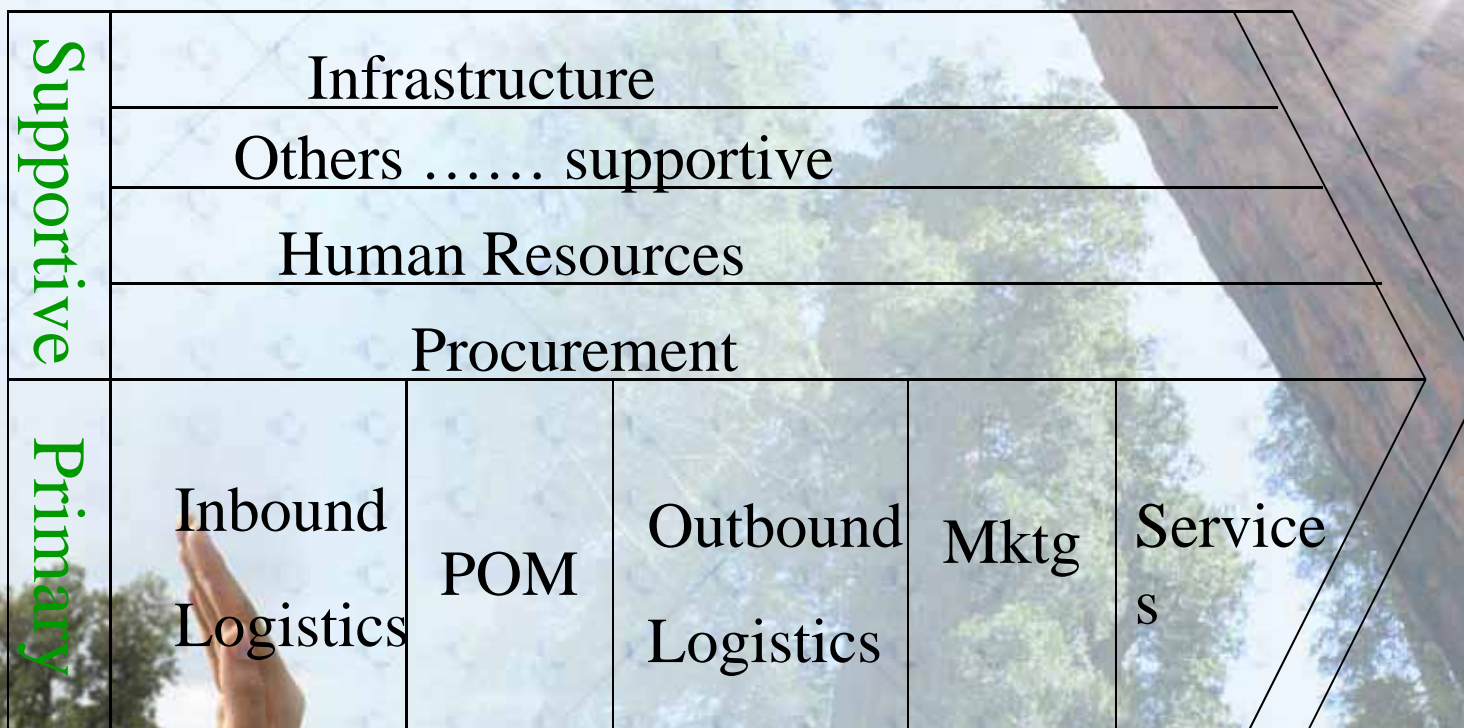 Supportive
Infrastructure
Others …… supportive
Human Resources
Procurement
Primary
Inbound
Logistics
POM
Outbound
Logistics
Mktg
Service
s